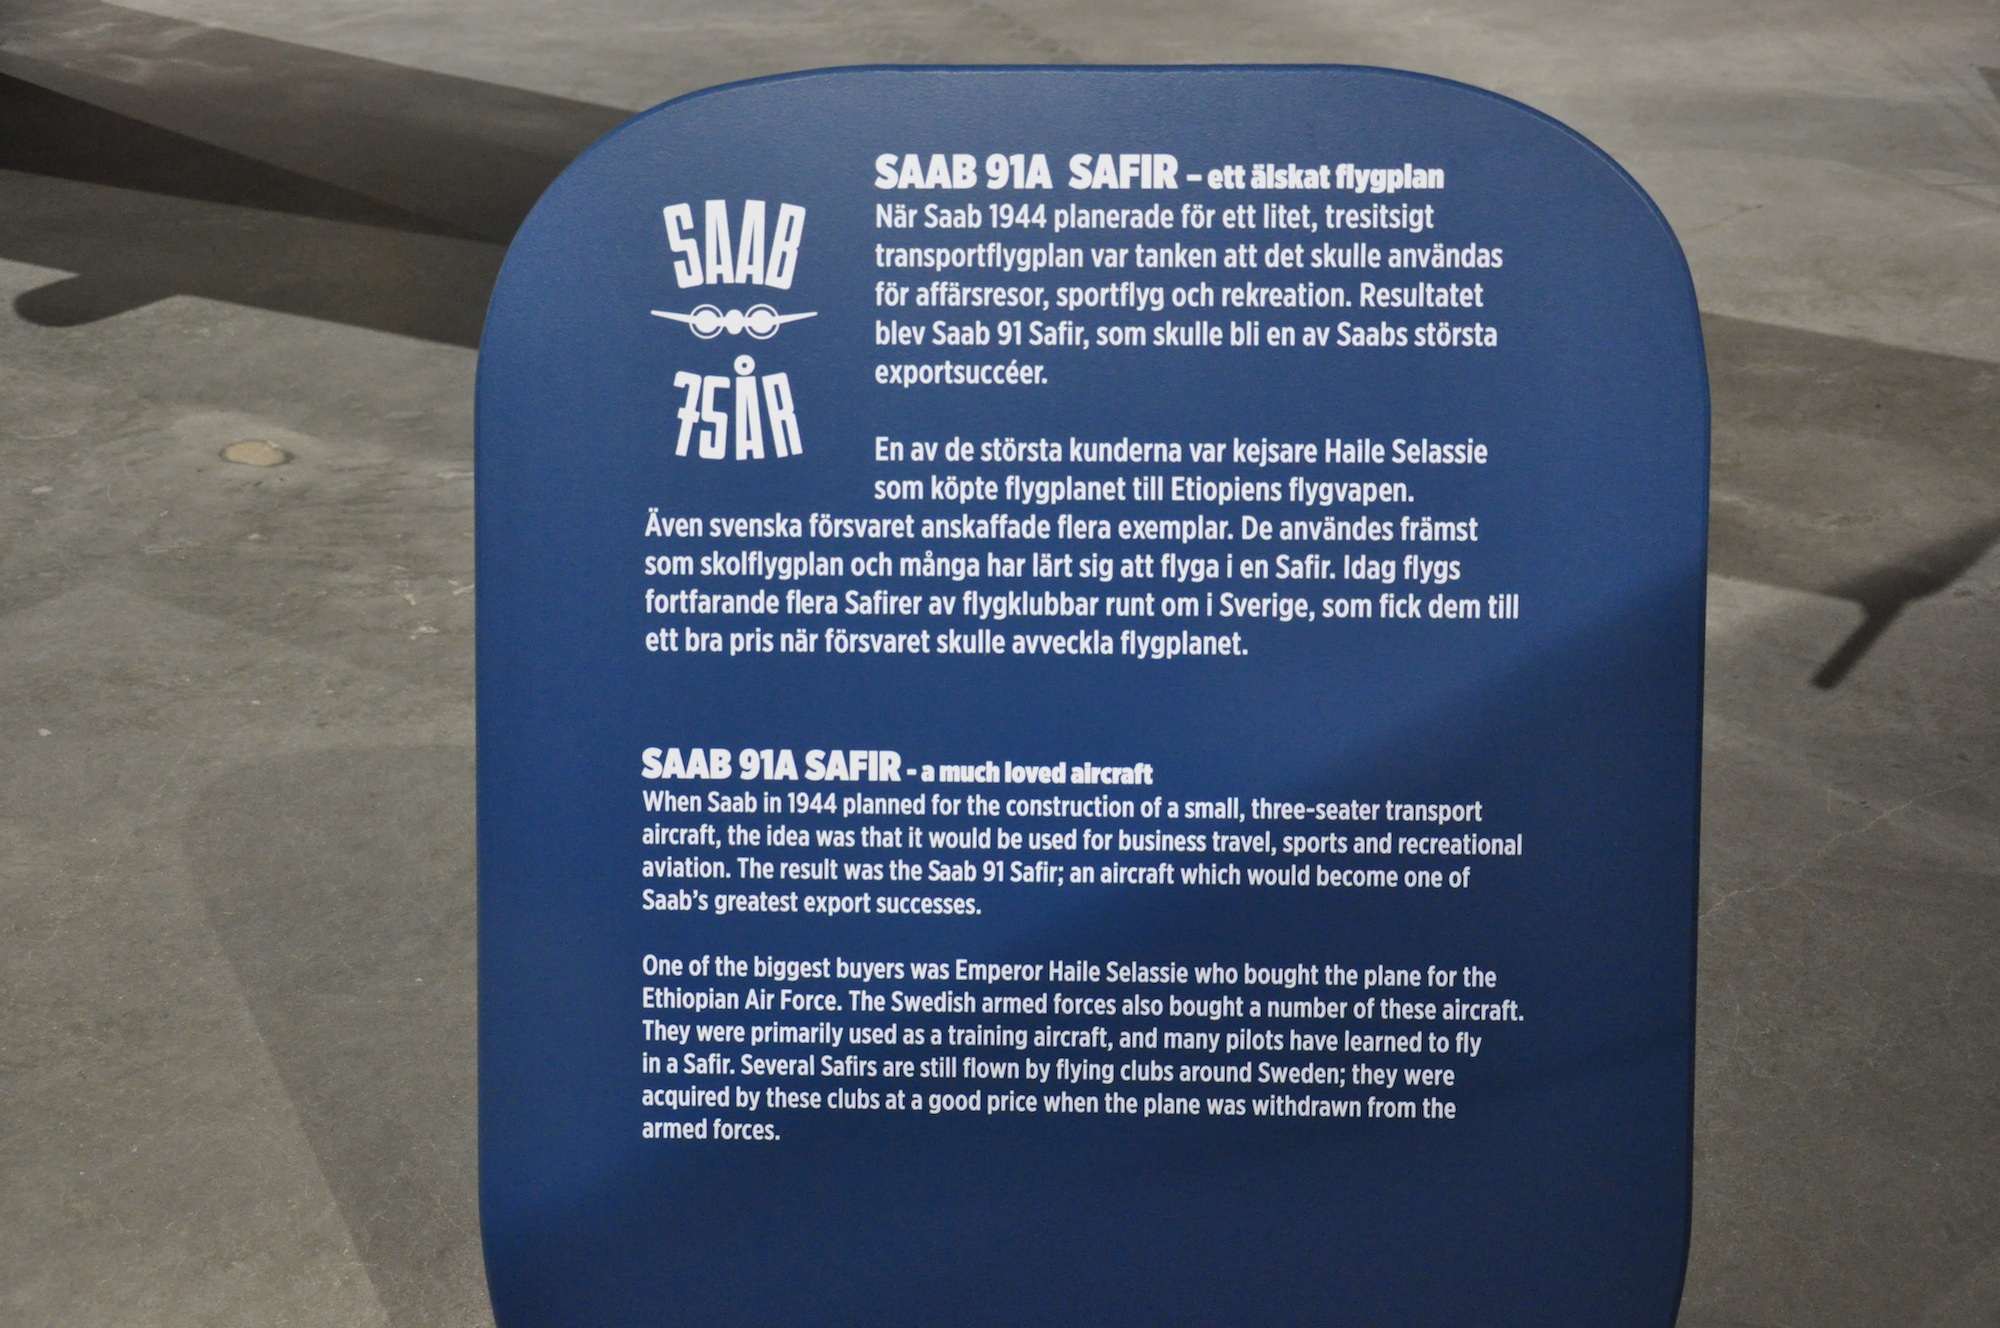 SAAB
75 ÅR
SAAB 91A SAFIR – ett älskat flygplan
När Saab 1944 planerade för ett litet, tresitsigt
transportflygplan var tanken att det skulle användas
för affärsresor, sportflyg och rekreation. Resultatet
blev Saab 91 Safir, som skulle bli en av Saabs största
exportsuccéer.
En av de största kunderna var kejsare Haile Selassie
som köpte flygplanet till Etiopiens flygvapen.
Även svenska försvaret anskaffade flera exemplar. De användes främst
som skolflygplan och många har lärt sig att flyga i en Safir. Idag flygs
fortfarande flera Safirer av flygklubbar runt om i Sverige, som fick dem till
ett bra pris när försvaret skulle avveckla flygplanet.
SAAB 91A SAFIR - a much loved aircraft
When Saab in 1944 planned for the construction of a small, three-seater transport
aircraft, the idea was that it would be used for business travel, sports and recreational
aviation. The result was the Saab 91 Safir; an aircraft which would become one of
Saab’s greatest export successes.
One of the biggest buyers was Emperor Haile Selassie who bought the plane for the
Ethiopian Air Force. The Swedish armed forces also bought a number of these aircraft.
They were primarily used as a training aircraft, and many pilots have learned to fly
in a Safir. Several Safirs are still flown by flying clubs around Sweden; they were
acquired by these clubs at a good price when the plane was withdrawn from the
armed forces.